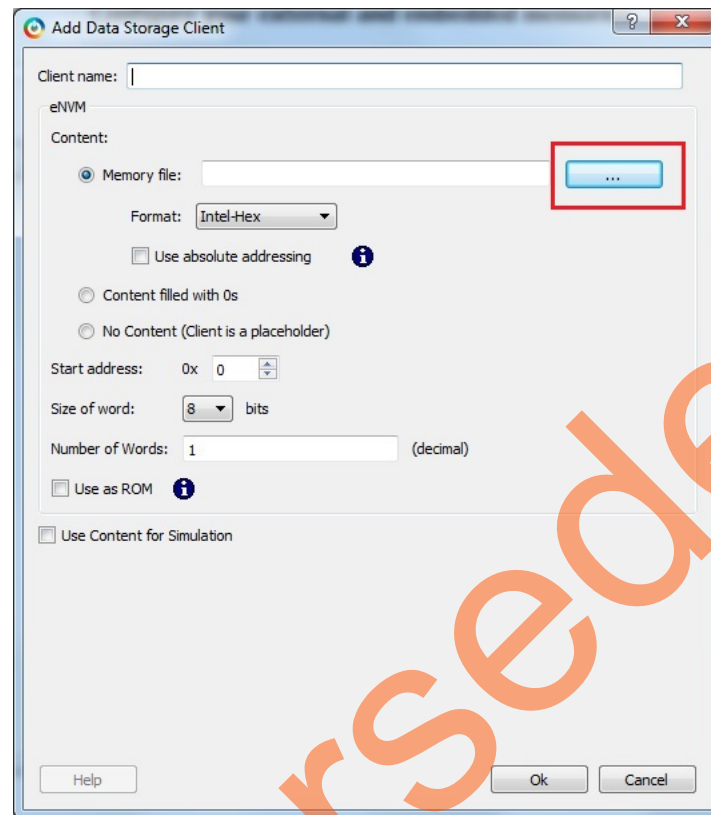 Add Data Storage Client
Client name:
eNVM
Content:
Memory file:
...
Format: Intel-Hex
Use absolute addressing
Content filled with 0s
No Content (Client is a placeholder)
Start address: 0x 0
Size of word: 8 bits
Number of Words: 1 (decimal)
Use as ROM
Use Content for Simulation
Help Ok Cancel